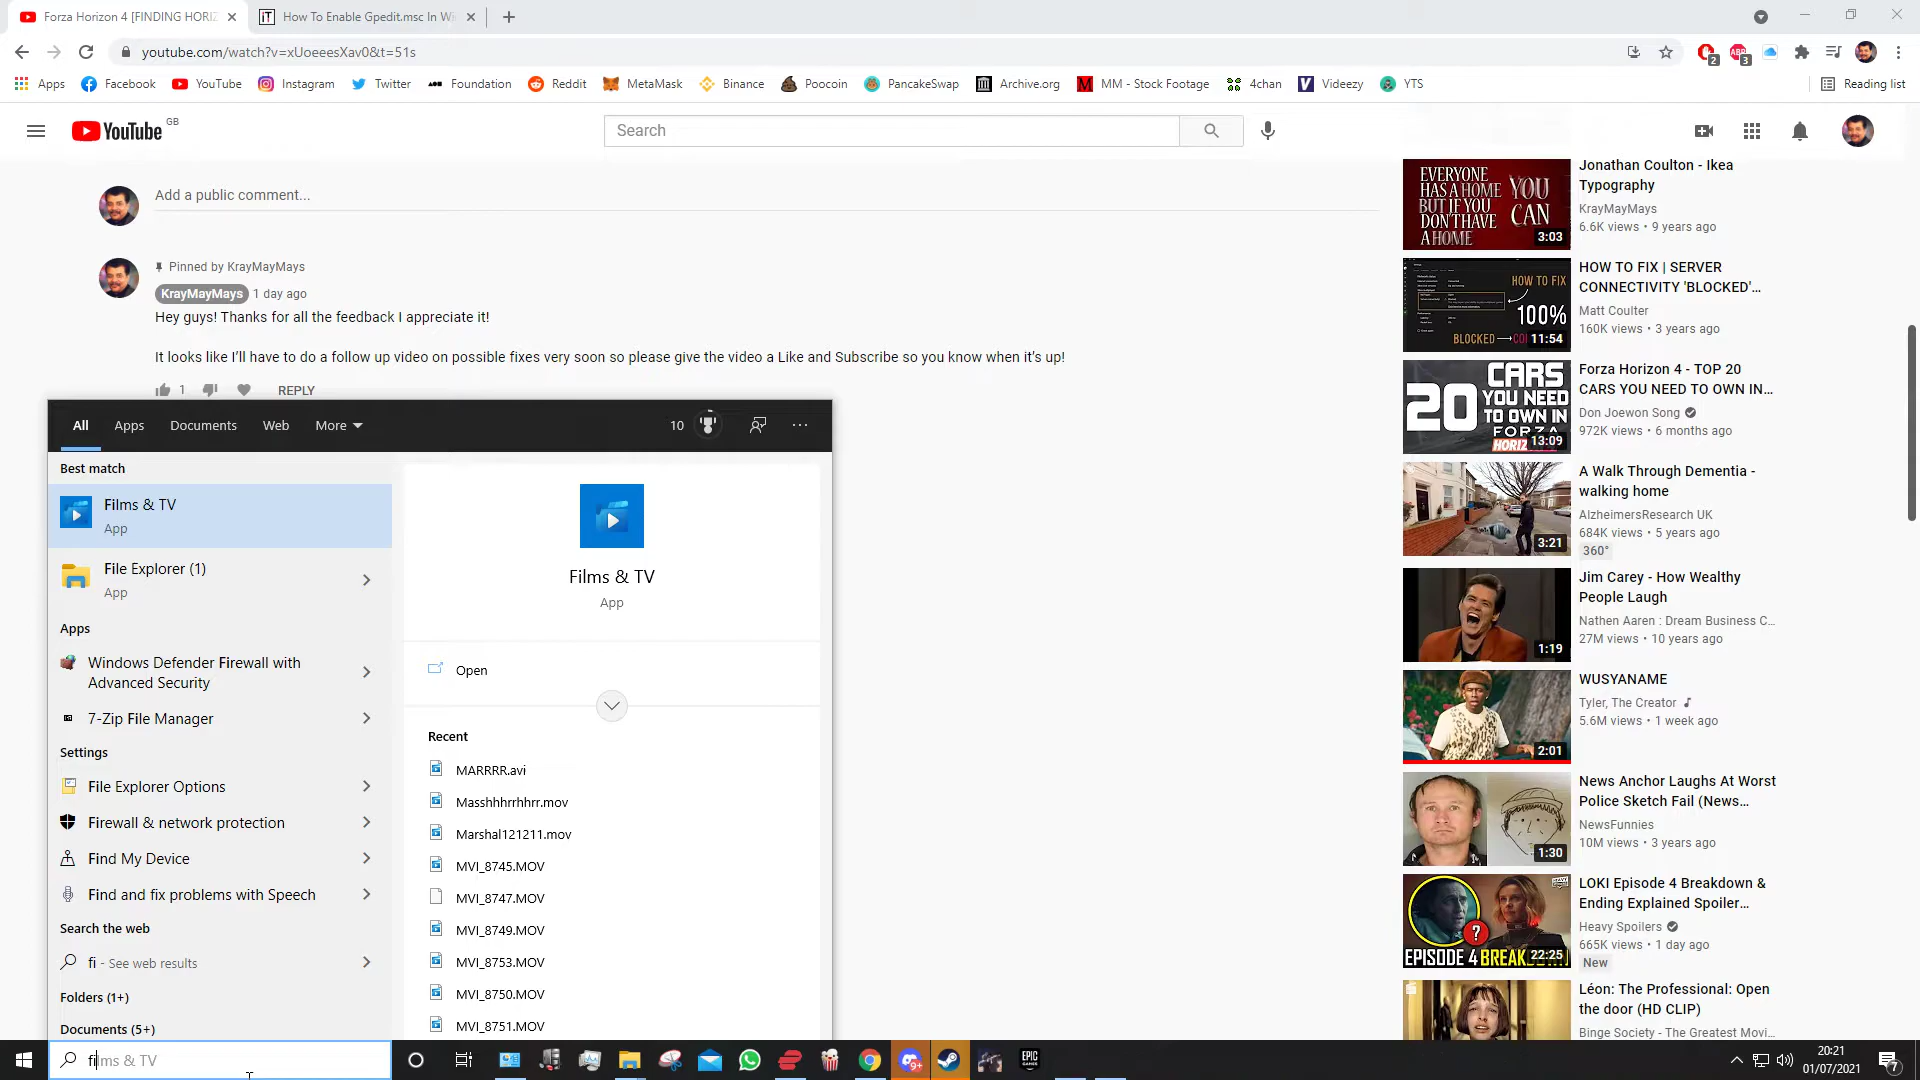 Forza Horizon 4 [FINDING HORIZ
How To Enable Gpedit.msc In Wi
youtube.com/watch?v=xUoeeesXav0&t=51s
2
3
Apps
Facebook
YouTube
Instagram
Twitter
Foundation
Reddit
MetaMask
Binance
Poocoin
PancakeSwap
Archive.org
MM - Stock Footage
4chan
Videezy
YTS
Reading list
YouTube GB
Search
Add a public comment...
Pinned by KrayMayMays
KrayMayMays 1 day ago
Hey guys! Thanks for all the feedback I appreciate it!
It looks like I'll have to do a follow up video on possible fixes very soon so please give the video a Like and Subscribe so you know when it's up!
1
REPLY
All
Apps
Documents
Web
More
10
Best match
Films & TV
App
File Explorer (1)
App
Apps
Windows Defender Firewall with
Advanced Security
7-Zip File Manager
Settings
File Explorer Options
Firewall & network protection
Find My Device
Find and fix problems with Speech
Search the web
fi - See web results
Folders (1+)
Documents (5+)
films & TV
Films & TV
App
Open
Recent
MARRRR.avi
Masshhhrrhhrr.mov
Marshal121211.mov
MVI_8745.MOV
MVI_8747.MOV
MVI_8749.MOV
MVI_8753.MOV
MVI_8750.MOV
MVI_8751.MOV
EVERYONE
HAS A HOME
BUT IF YOU
DON'T HAVE
A HOME
YOU
CAN
3:03
Jonathan Coulton - Ikea
Typography
KrayMayMays
6.6K views • 9 years ago
HOW TO FIX
100%
BLOCKED
11:54
HOW TO FIX | SERVER
CONNECTIVITY 'BLOCKED'...
Matt Coulter
160K views • 3 years ago
20
CARS
YOU NEED
TO OWN IN
FORZA
HORIZ
13:09
Forza Horizon 4 - TOP 20
CARS YOU NEED TO OWN IN...
Don Joewon Song
972K views • 6 months ago
3:21
A Walk Through Dementia -
walking home
AlzheimersResearch UK
684K views • 5 years ago
360°
1:19
Jim Carey - How Wealthy
People Laugh
Nathen Aaren : Dream Business C...
27M views • 10 years ago
2:01
WUSYANAME
Tyler, The Creator
5.6M views • 1 week ago
1:30
News Anchor Laughs At Worst
Police Sketch Fail (News...
NewsFunnies
10M views • 3 years ago
?
EPISODE 4 BREAKD
22:25
LOKI Episode 4 Breakdown &
Ending Explained Spoiler...
Heavy Spoilers
665K views • 1 day ago
New
Léon: The Professional: Open
the door (HD CLIP)
Binge Society - The Greatest Movi...
9+
EPIC
GAMES
20:21
01/07/2021
7